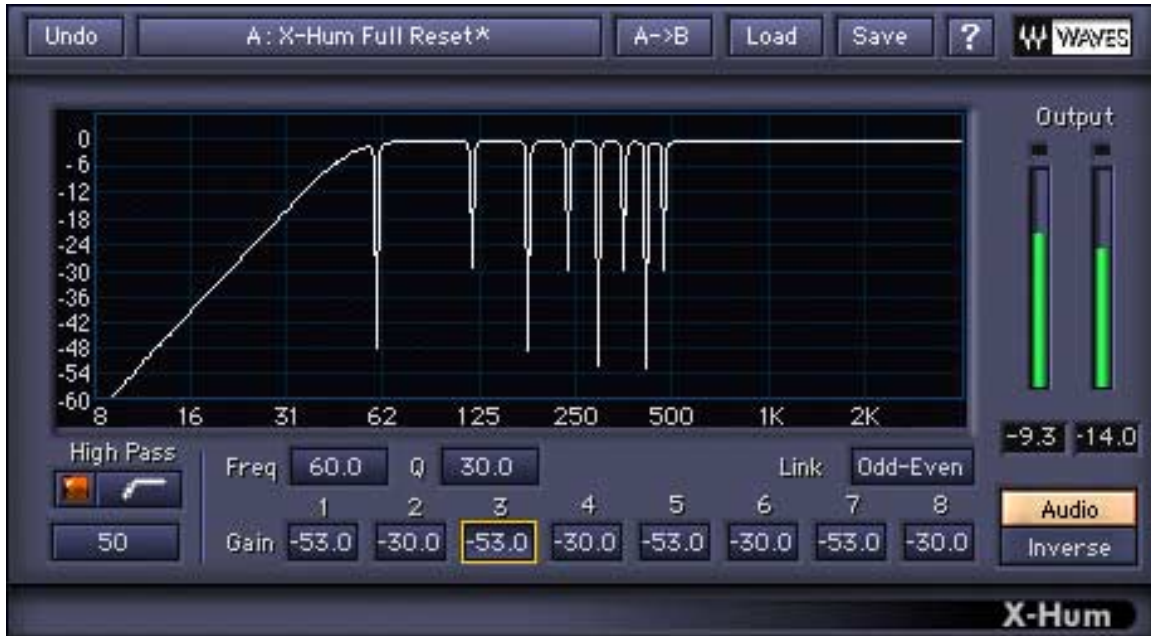 Undo A: X-Hum Full Reset* A->B Load Save ? WAVES
Output
0
-6
-12
-18
-24
-30
-36
-42
-48
-54
-60
8 16 31 62 125 250 500 1K 2K
-9.3 -14.0
High Pass
Freq 60.0 Q 30.0 Link Odd-Even
1 2 3 4 5 6 7 8
50 Gain -53.0 -30.0 -53.0 -30.0 -53.0 -30.0 -53.0 -30.0
Audio
Inverse
X-Hum